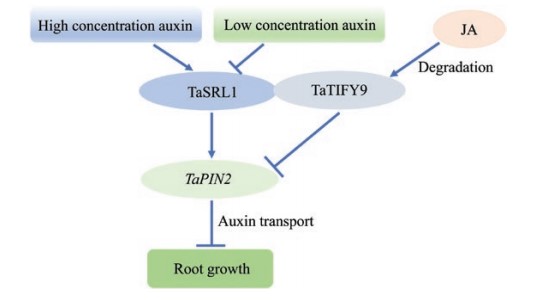 High concentration auxin
Low concentration auxin
JA
Degradation
TaSRL1
TaTIFY9
TaPIN2
Auxin transport
Root growth